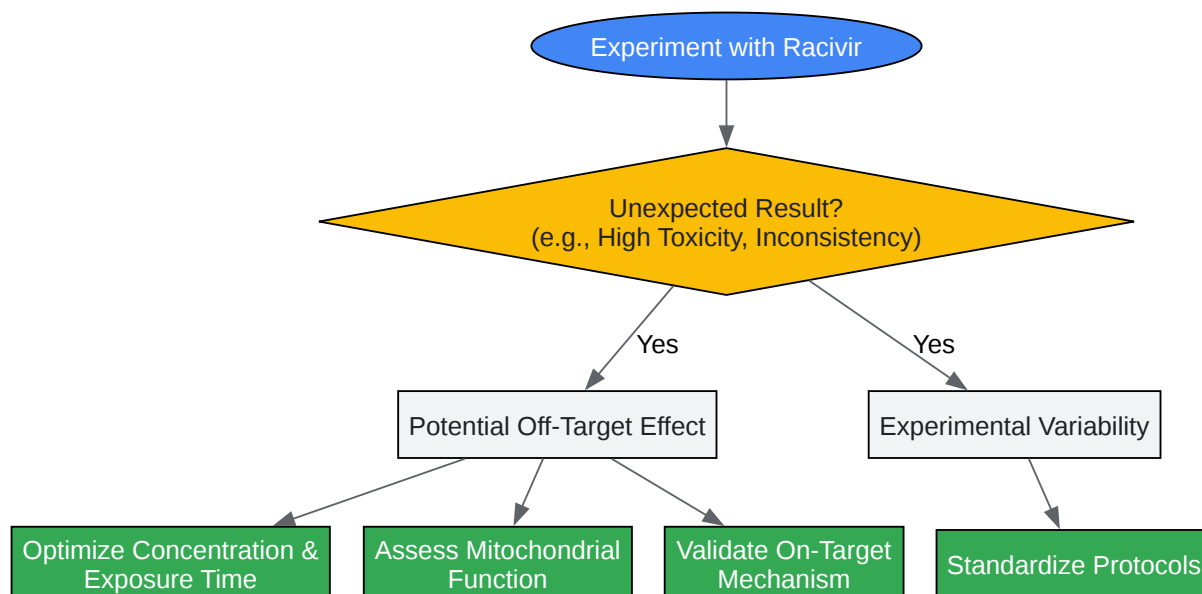 Experiment with Racivir
Unexpected Result?
(e.g., High Toxicity, Inconsistency)
Yes
Yes
Potential Off-Target Effect
Experimental Variability
Optimize Concentration &
Exposure Time
Assess Mitochondrial
Function
Validate On-Target
Mechanism
Standardize Protocols